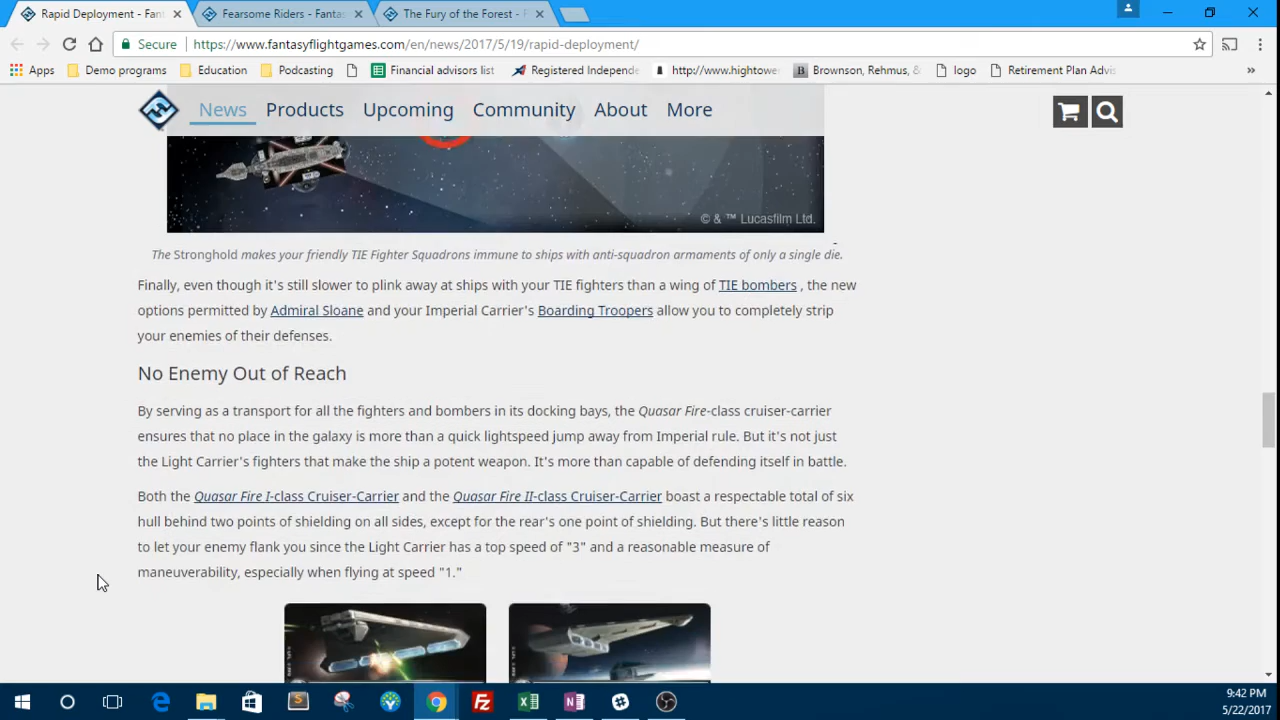 Rapid Deployment - Fan
Fearsome Riders - Fanta
The Fury of the Forest - F
Secure
https://www.fantasyflightgames.com/en/news/2017/5/19/rapid-deployment/
Apps
Demo programs
Education
Podcasting
Financial advisors list
Registered Independe
http://www.hightowe
Brownson, Rehmus, &
logo
Retirement Plan Advis
»
News
Products
Upcoming
Community
About
More
© & ™ Lucasfilm Ltd.
The Stronghold makes your friendly TIE Fighter Squadrons immune to ships with anti-squadron armaments of only a single die.
Finally, even though it's still slower to plink away at ships with your TIE fighters than a wing of TIE bombers , the new
options permitted by Admiral Sloane and your Imperial Carrier's Boarding Troopers allow you to completely strip
your enemies of their defenses.
No Enemy Out of Reach
By serving as a transport for all the fighters and bombers in its docking bays, the Quasar Fire-class cruiser-carrier
ensures that no place in the galaxy is more than a quick lightspeed jump away from Imperial rule. But it's not just
the Light Carrier's fighters that make the ship a potent weapon. It's more than capable of defending itself in battle.
Both the Quasar Fire I-class Cruiser-Carrier and the Quasar Fire II-class Cruiser-Carrier boast a respectable total of six
hull behind two points of shielding on all sides, except for the rear's one point of shielding. But there's little reason
to let your enemy flank you since the Light Carrier has a top speed of "3" and a reasonable measure of
maneuverability, especially when flying at speed "1."
9:42 PM
5/22/2017